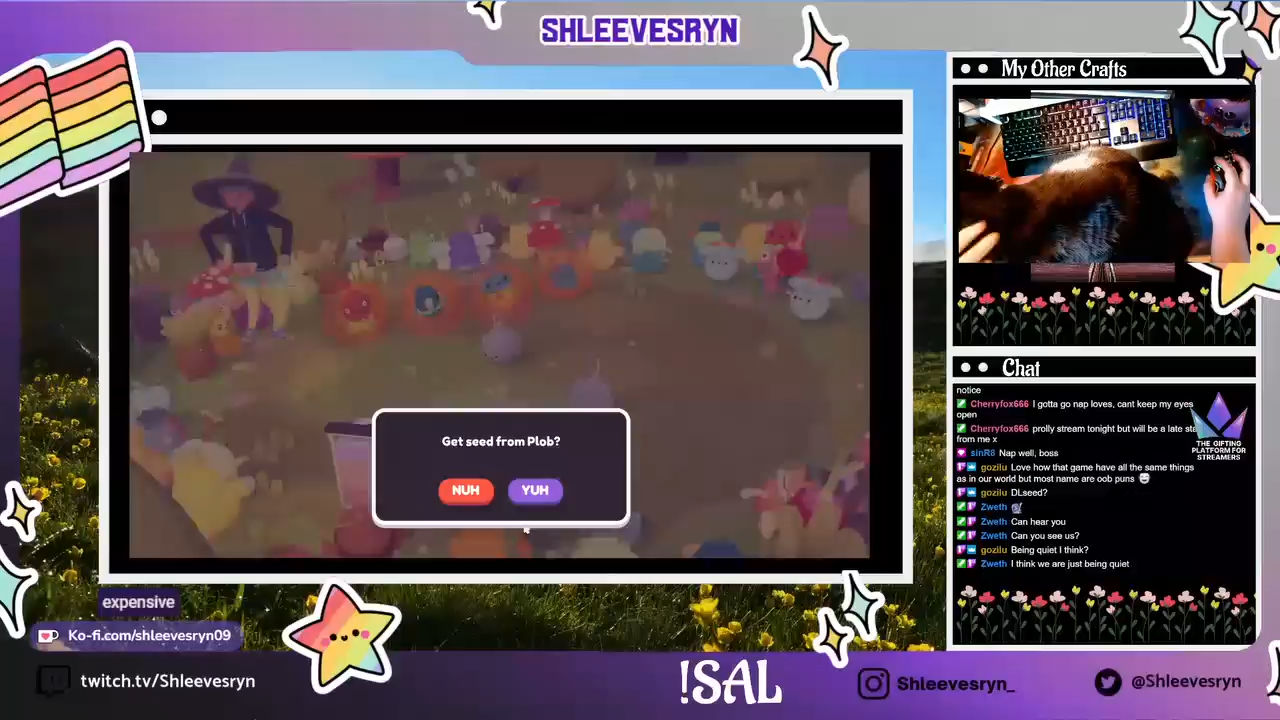 SHLEEVESRYN
My Other Crafts
Get seed from Plob?
NUH
YUH
Chat
notice
Cherryfox666 I gotta go nap loves, cant keep my eyes
open
Cherryfox666 prolly stream tonight but will be a late sta
from me x
sinR8 Nap well, boss
gozilu Love how that game have all the same things
as in our world but most name are oob puns
gozilu DLseed?
Zweth
Zweth Can hear you
Zweth Can you see us?
gozilu Being quiet I think?
Zweth I think we are just being quiet
THE GIFTING
PLATFORM FOR
STREAMERS
expensive
Ko-fi.com/shleevesryn09
twitch.tv/Shleevesryn
!SAL
Shleevesryn_
@Shleevesryn